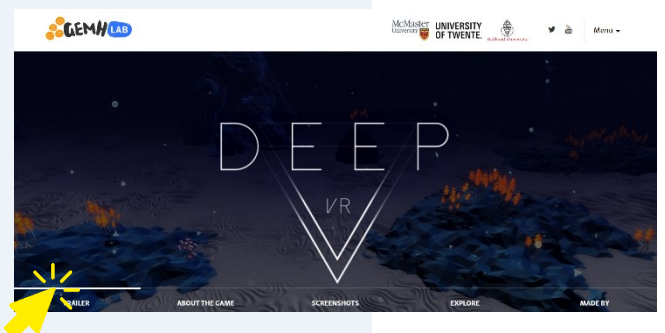 GEMH LAB
McMaster
University
UNIVERSITY
OF TWENTE.
Radboud University
Menu
DEEP
VR
TRAILER
ABOUT THE GAME
SCREENSHOTS
EXPLORE
MADE BY